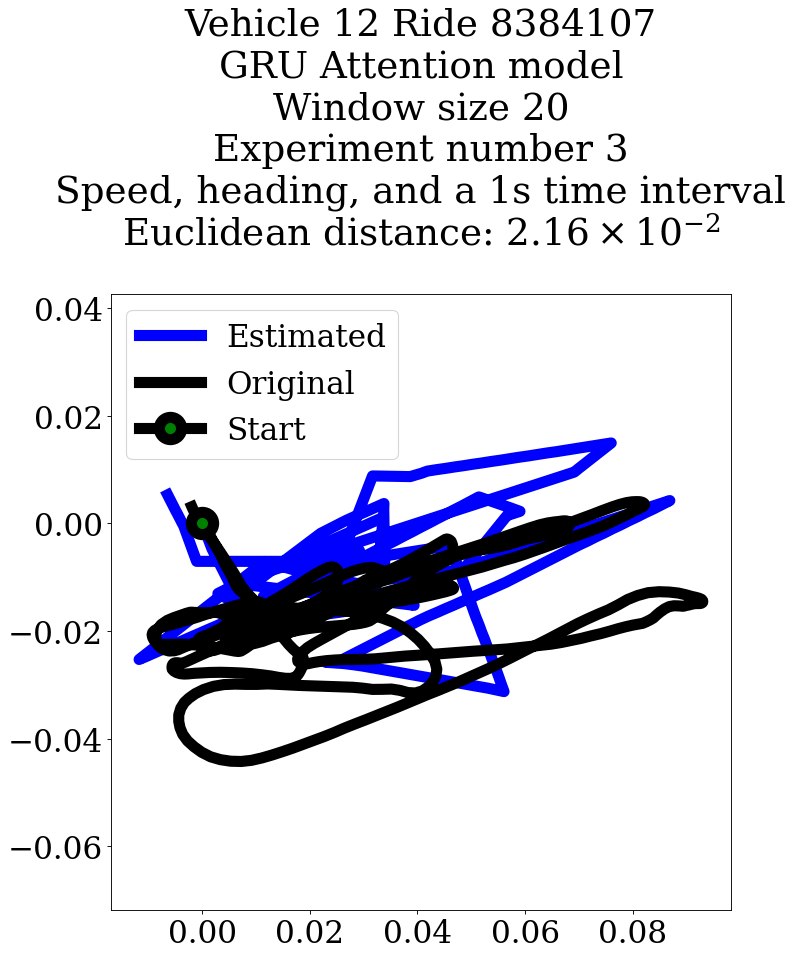 Vehicle 12 Ride 8384107
GRU Attention model
Window size 20
Experiment number 3
Speed, heading, and a 1s time interval
Euclidean distance: 2.16 × 10⁻²
0.04
0.02
0.00
−0.02
−0.04
−0.06
Estimated
Original
Start
0.00 0.02 0.04 0.06 0.08